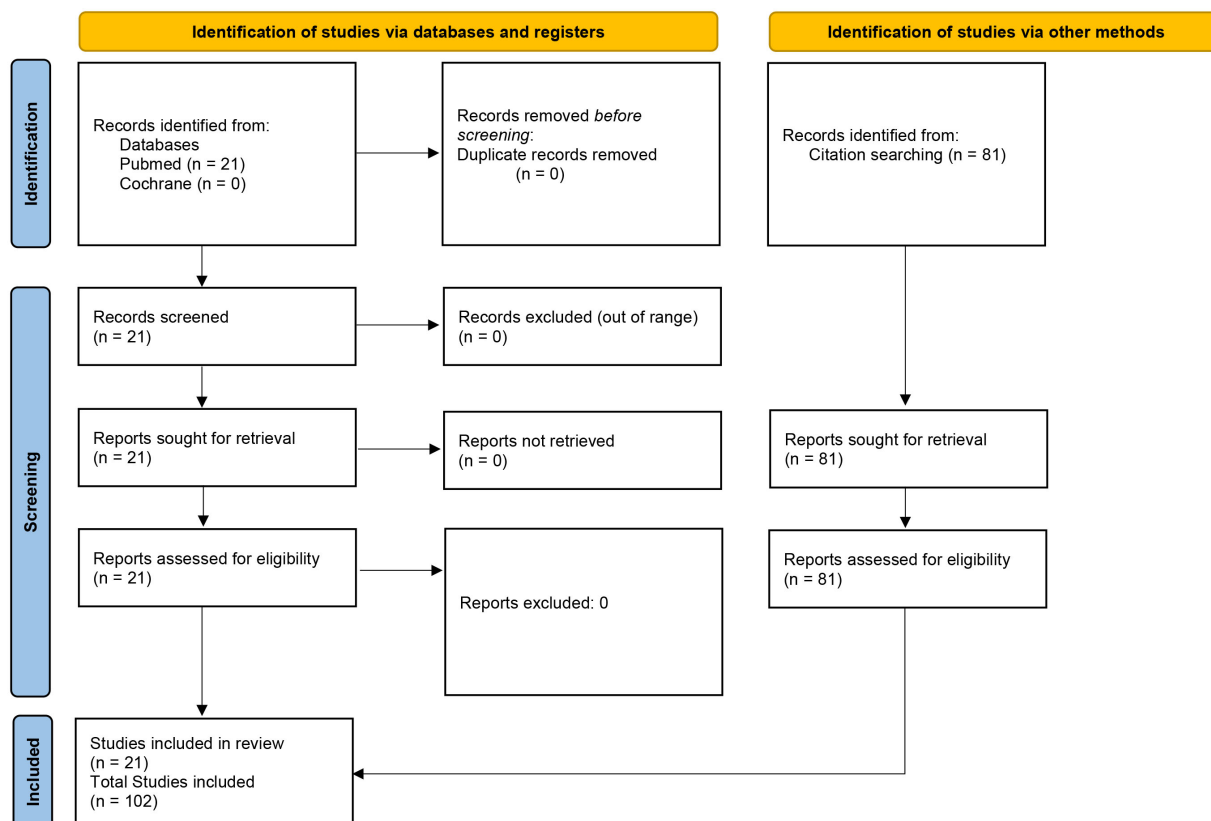 Identification of studies via databases and registers
Identification of studies via other methods
Identification
Records identified from:
Databases
Pubmed (n = 21)
Cochrane (n = 0)
Records removed before
screening:
Duplicate records removed
(n = 0)
Records identified from:
Citation searching (n = 81)
Screening
Records screened
(n = 21)
Records excluded (out of range)
(n = 0)
Reports sought for retrieval
(n = 21)
Reports not retrieved
(n = 0)
Reports sought for retrieval
(n = 81)
Reports assessed for eligibility
(n = 21)
Reports excluded: 0
Reports assessed for eligibility
(n = 81)
Included
Studies included in review
(n = 21)
Total Studies included
(n = 102)